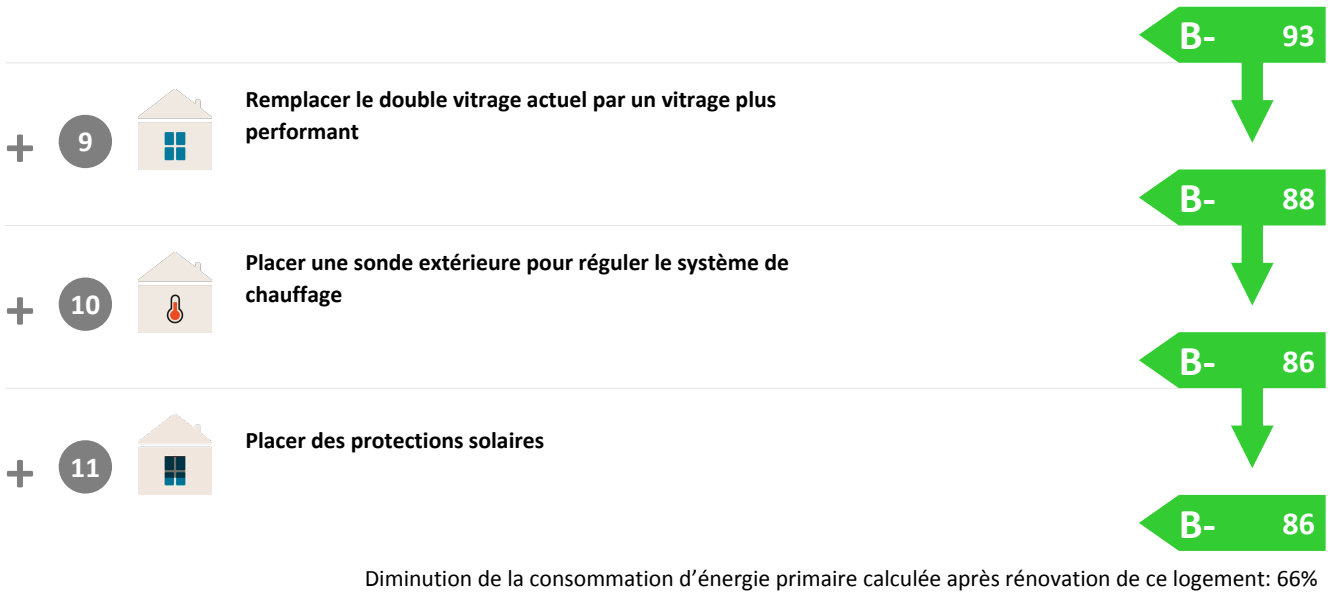 B- 93
Remplacer le double vitrage actuel par un vitrage plus
performant
+ 9
B- 88
Placer une sonde extérieure pour réguler le système de
chauffage
+ 10
B- 86
Placer des protections solaires
+ 11
B- 86
Diminution de la consommation d’énergie primaire calculée après rénovation de ce logement: 66%